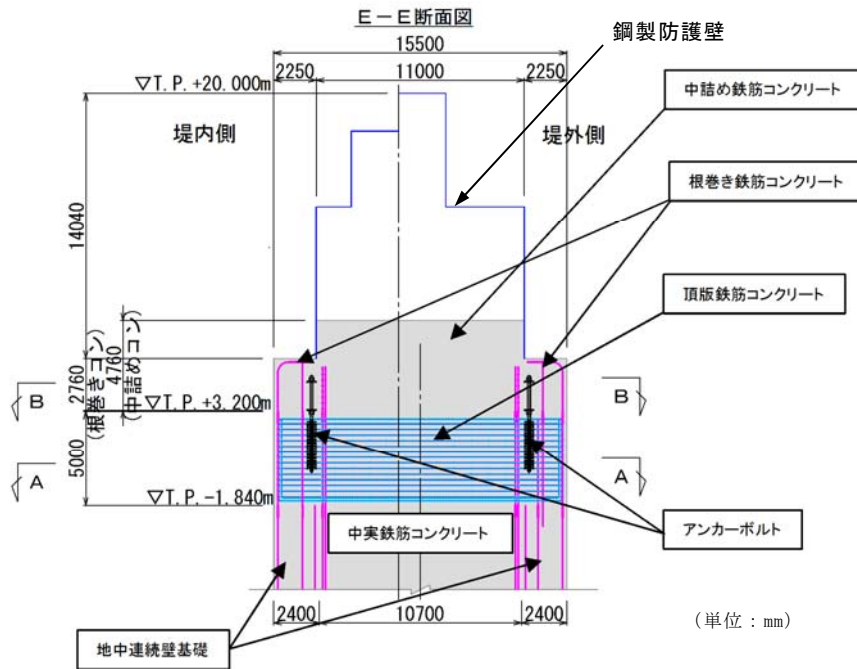 E-E断面図
15500
2250
11000
2250
鋼製防護壁
▽T.P.+20.000m
中詰め鉄筋コンクリート
堤内側
堤外側
根巻き鉄筋コンクリート
14040
頂版鉄筋コンクリート
4760
(中詰めコン)
2760
(根巻きコン)
B
B
▽T.P.+3.200m
5000
A
A
▽T.P.-1.840m
中実鉄筋コンクリート
アンカーボルト
2400
10700
2400
(単位:mm)
地中連続壁基礎